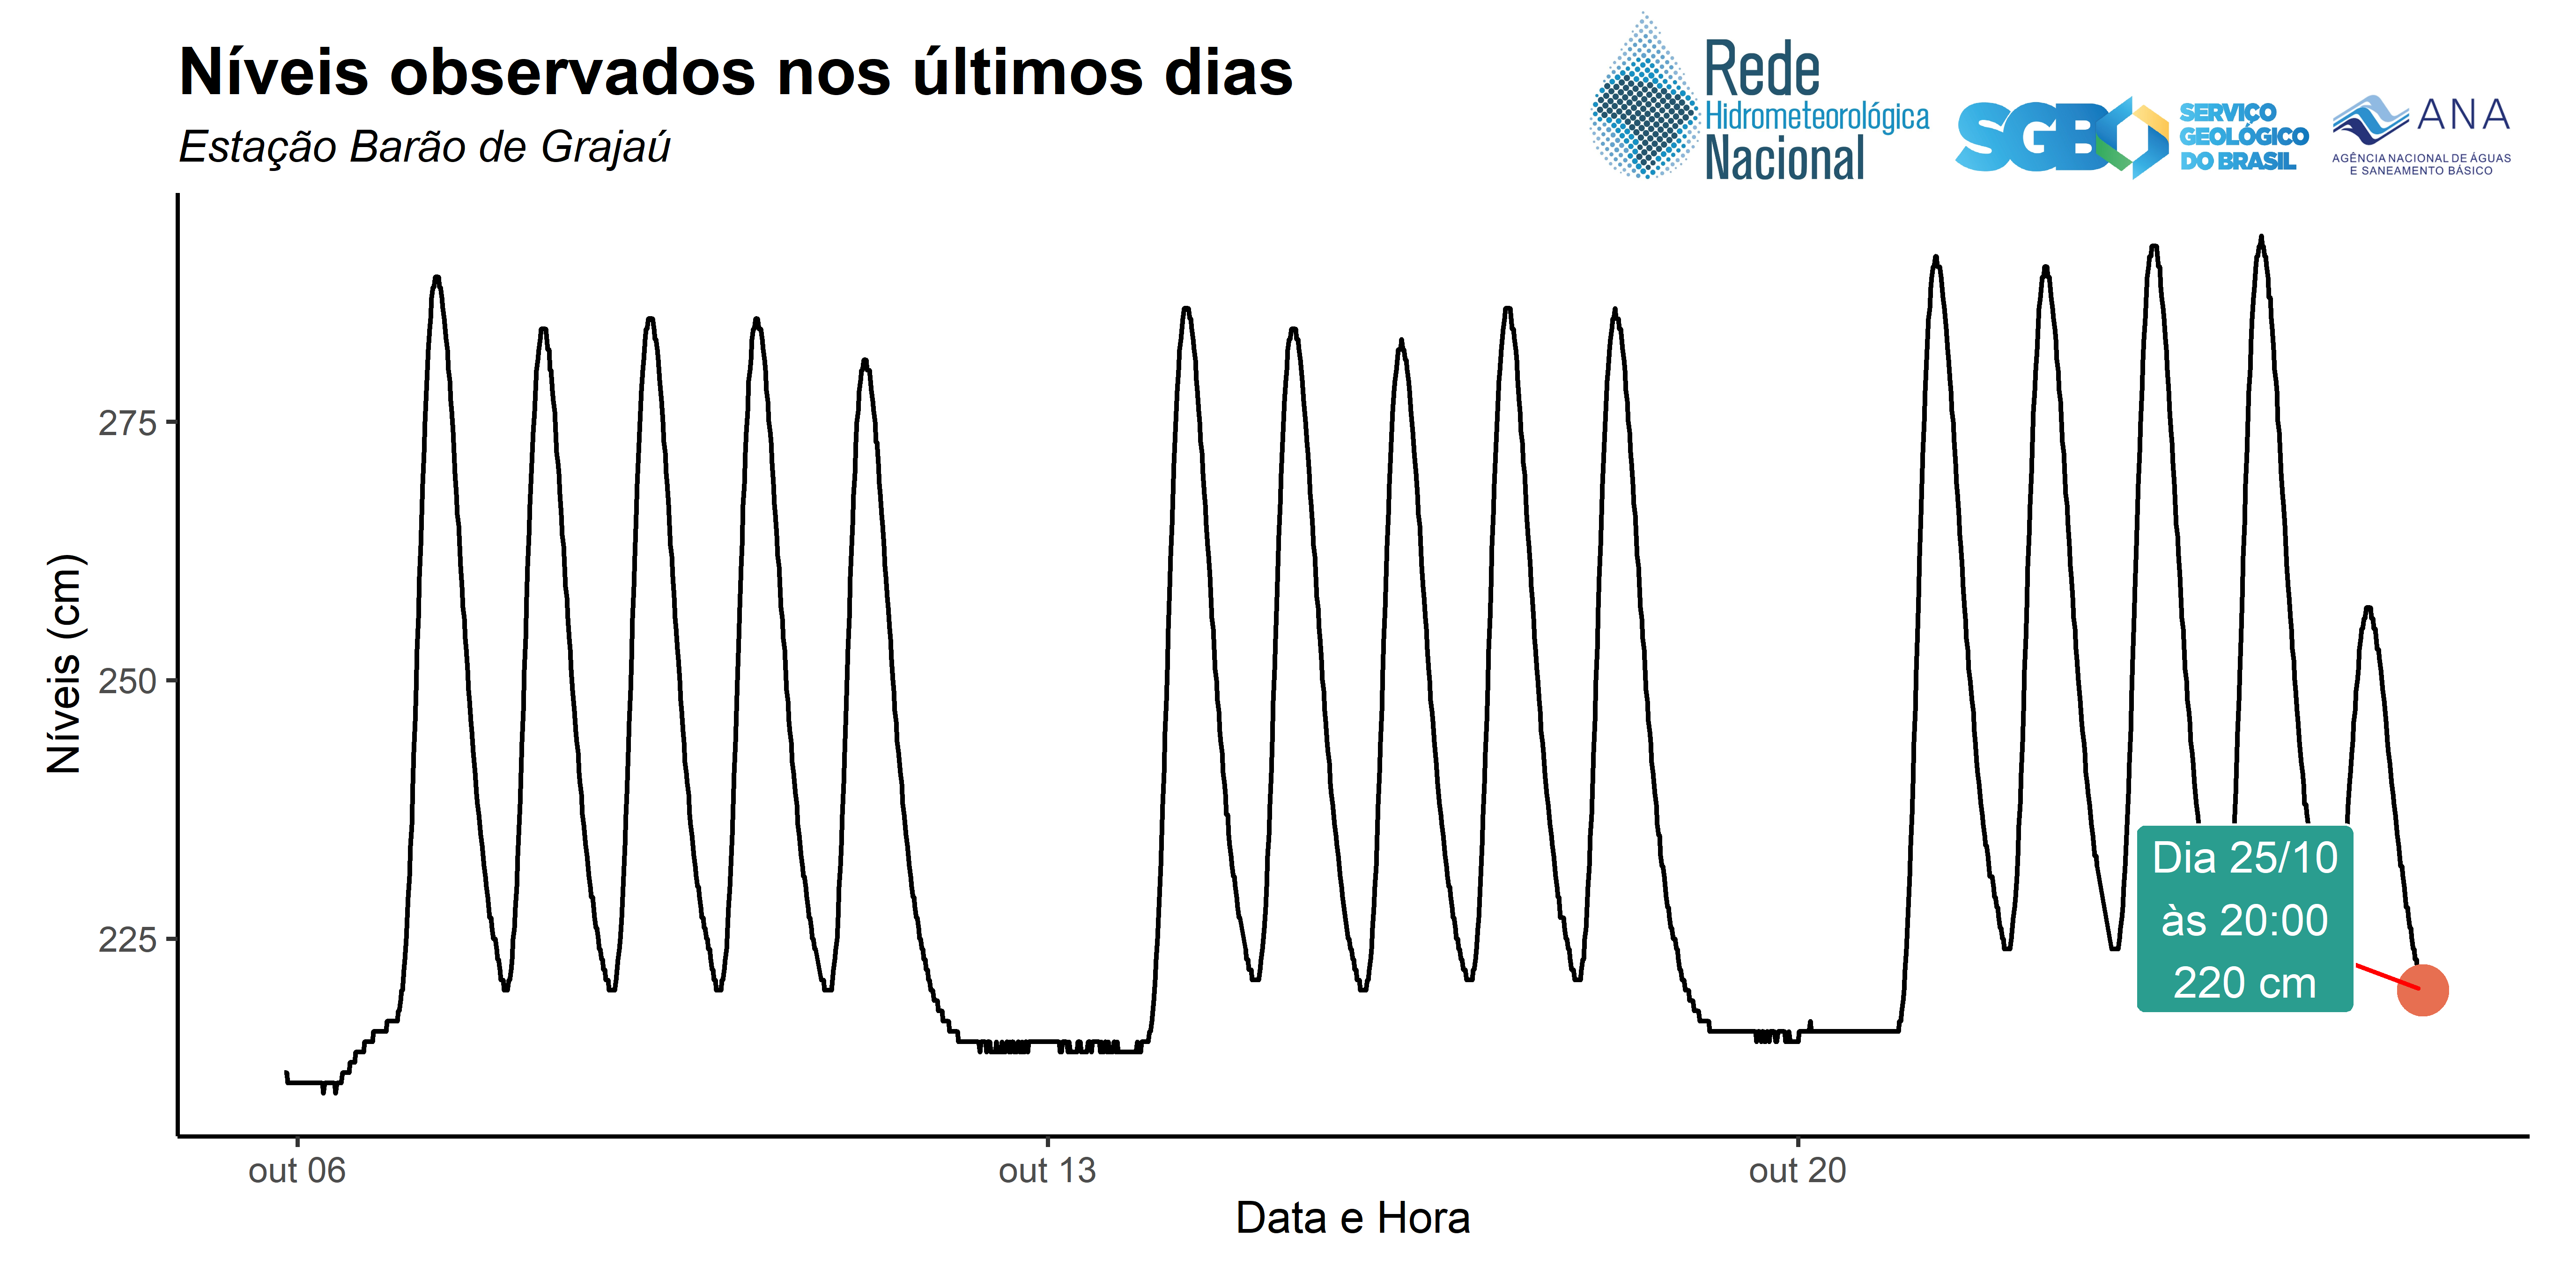 Níveis observados nos últimos dias
Estação Barão de Grajaú
Rede
Hidrometeorológica
Nacional
SGB
SERVIÇO
GEOLÓGICO
DO BRASIL
ANA
AGÊNCIA NACIONAL DE ÁGUAS
E SANEAMENTO BÁSICO
Níveis (cm)
275
250
225
Dia 25/10
às 20:00
220 cm
out 06
out 13
out 20
Data e Hora